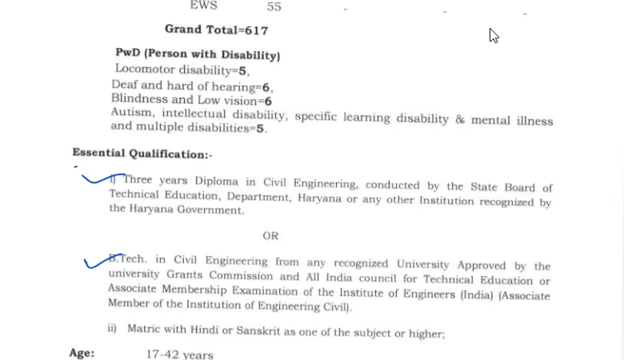 EWS 55 - - -
Grand Total=617
PwD (Person with Disability)
Locomotor disability=5,
Deaf and hard of hearing=6,
Blindness and Low vision=6
Autism, intellectual disability, specific learning disability & mental illness
and multiple disabilities=5.
Essential Qualification:-
i) Three years Diploma in Civil Engineering, conducted by the State Board of
Technical Education, Department, Haryana or any other Institution recognized by
the Haryana Government.
OR
B.Tech. in Civil Engineering from any recognized University Approved by the
university Grants Commission and All India council for Technical Education or
Associate Membership Examination of the Institute of Engineers (India) (Associate
Member of the Institution of Engineering Civil).
ii) Matric with Hindi or Sanskrit as one of the subject or higher;
Age: 17-42 years